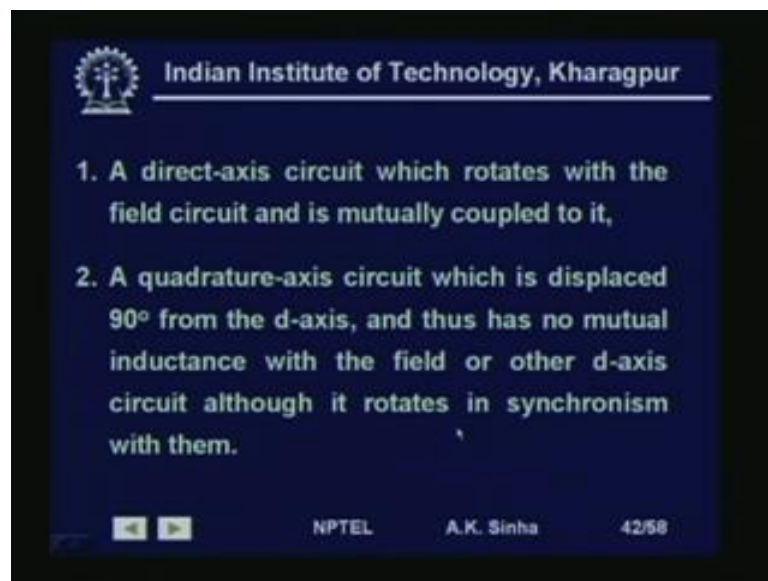 Indian Institute of Technology, Kharagpur
1. A direct-axis circuit which rotates with the
field circuit and is mutually coupled to it,
2. A quadrature-axis circuit which is displaced
90° from the d-axis, and thus has no mutual
inductance with the field or other d-axis
circuit although it rotates in synchronism
with them.
NPTEL A.K. Sinha 42/58